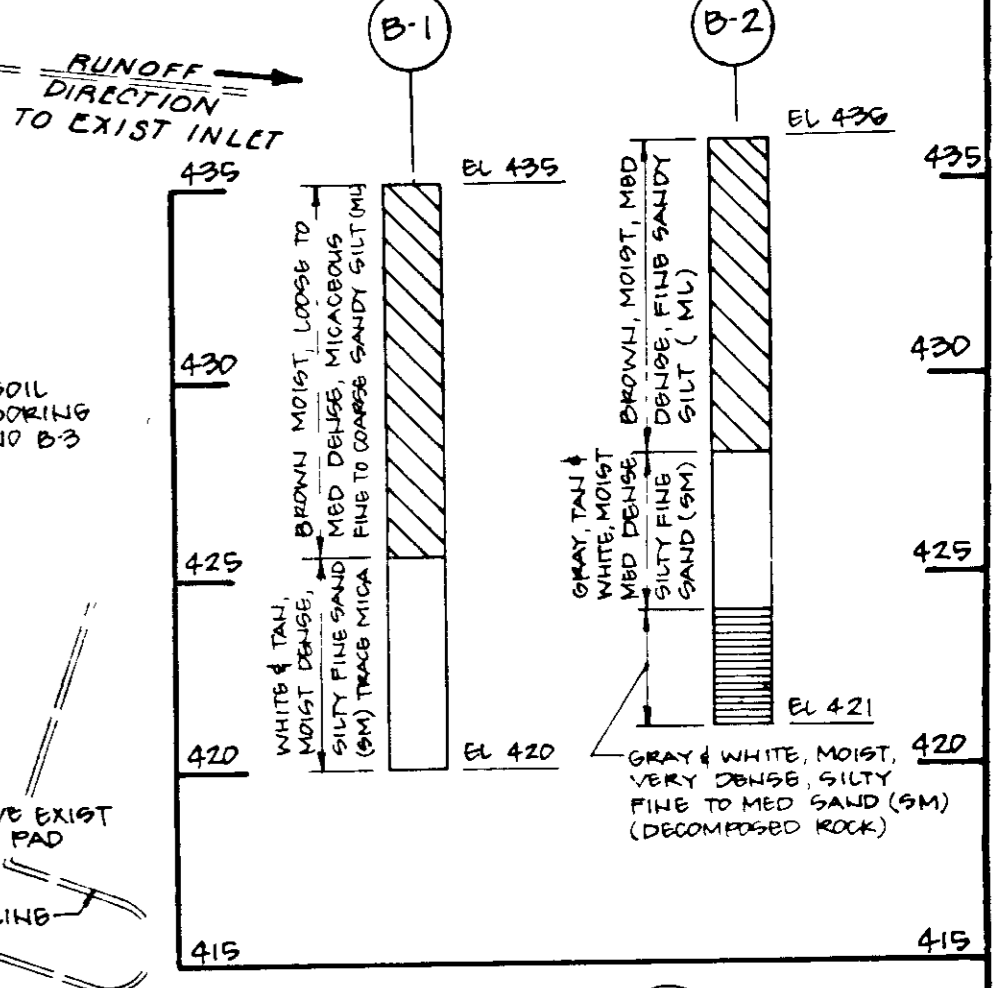 B-1
B-2
RUNOFF
DIRECTION
TO EXIST INLET
EL 435
EL 436
435
430
425
420
415
435
430
425
420
415
BROWN MOIST, LOOSE TO
MED DENSE, MICACEOUS
FINE TO COARSE SANDY SILT (ML)
WHITE & TAN,
MOIST DENSE,
SILTY FINE SAND
(SM) TRACE MICA
EL 420
BROWN, MOIST, MED
DENSE, FINE SANDY
SILT (ML)
GRAY, TAN &
WHITE, MOIST
MED DENSE
SILTY FINE
SAND (SM)
EL 421
GRAY & WHITE, MOIST,
VERY DENSE, SILTY
FINE TO MED SAND (SM)
(DECOMPOSED ROCK)
SOIL
BORING
NO B-3
EXIST
PAD
LINE